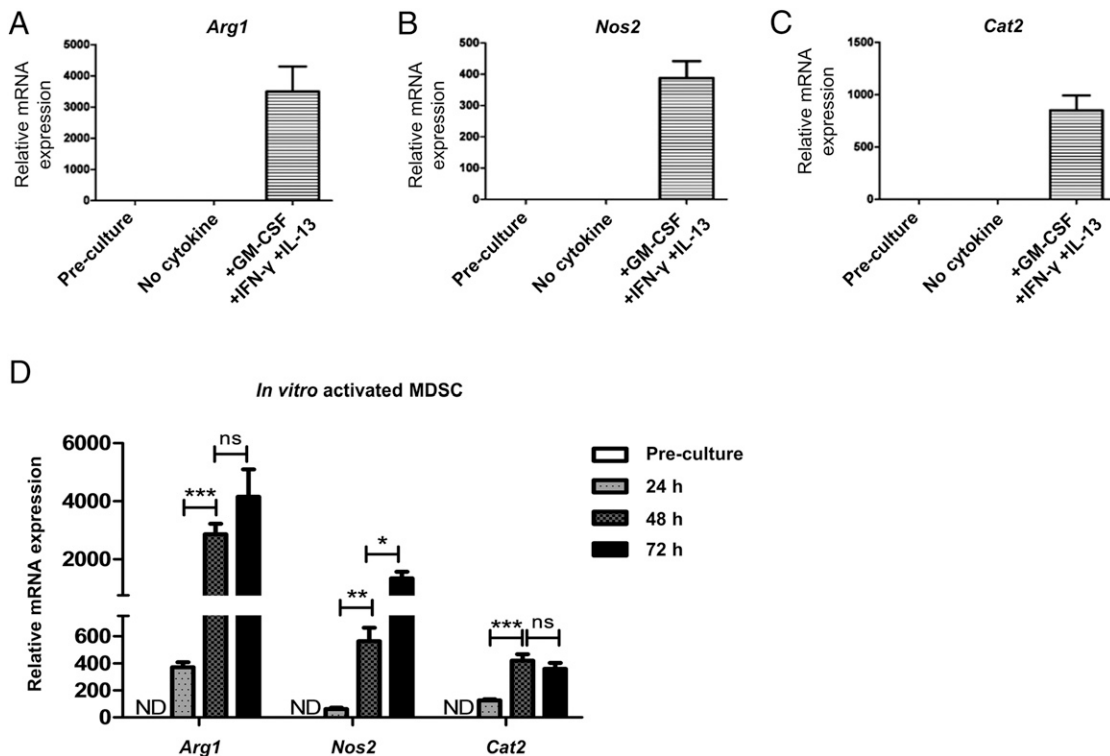 A
Arg1
Relative mRNA
expression
5000
4000
3000
2000
1000
0
Pre-culture
No cytokine
+GM-CSF
+IFN-γ +IL-13
B
Nos2
Relative mRNA
expression
500
400
300
200
100
0
Pre-culture
No cytokine
+GM-CSF
+IFN-γ +IL-13
C
Cat2
Relative mRNA
expression
1500
1000
500
0
Pre-culture
No cytokine
+GM-CSF
+IFN-γ +IL-13
D
In vitro activated MDSC
Relative mRNA expression
6000
4000
2000
600
400
200
0
ND
***
ns
ND
**
*
ND
***
ns
Arg1
Nos2
Cat2
Pre-culture
24 h
48 h
72 h